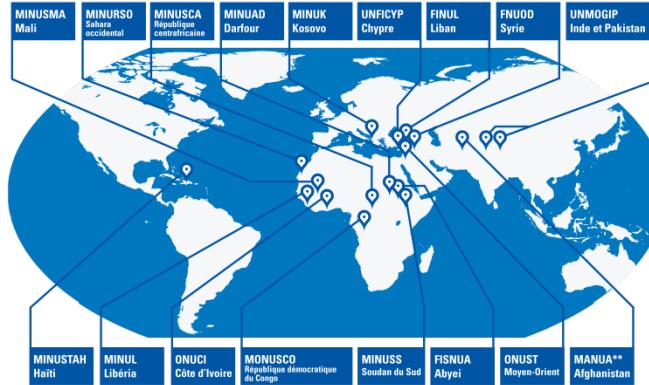 MINUSMA
Mali
MINURSO
Sahara
occidental
MINUSCA
République
centrafricaine
MINUAD
Darfour
MINUK
Kosovo
UNFICYP
Chypre
FINUL
Liban
FNUOD
Syrie
UNMOGIP
Inde et Pakistan
MINUSTAH
Haïti
MINUL
Libéria
ONUCI
Côte d'Ivoire
MONUSCO
République démocratique
du Congo
MINUSS
Soudan du Sud
FISNUA
Abyei
ONUST
Moyen-Orient
MANUA**
Afghanistan